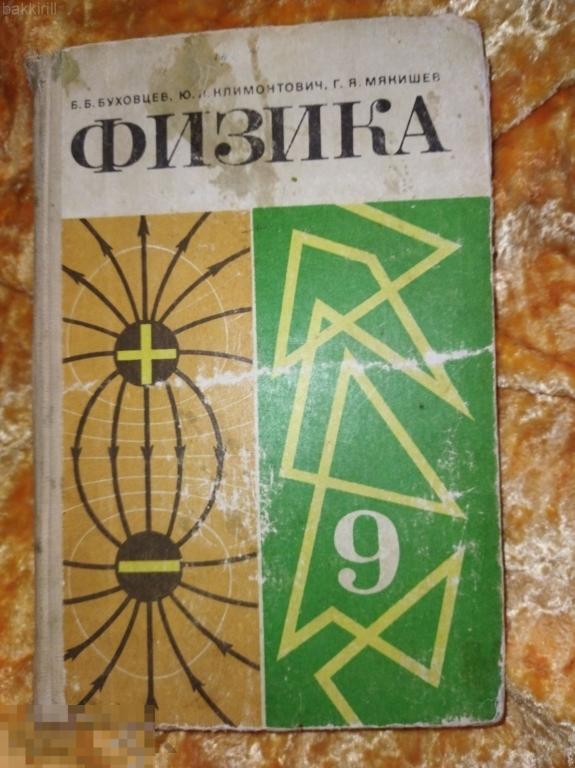 bakkirill
Б. Б. БУХОВЦЕВ, Ю. Л. КЛИМОНТОВИЧ, Г. Я. МЯКИШЕВ
ФИЗИКА
+
9
−